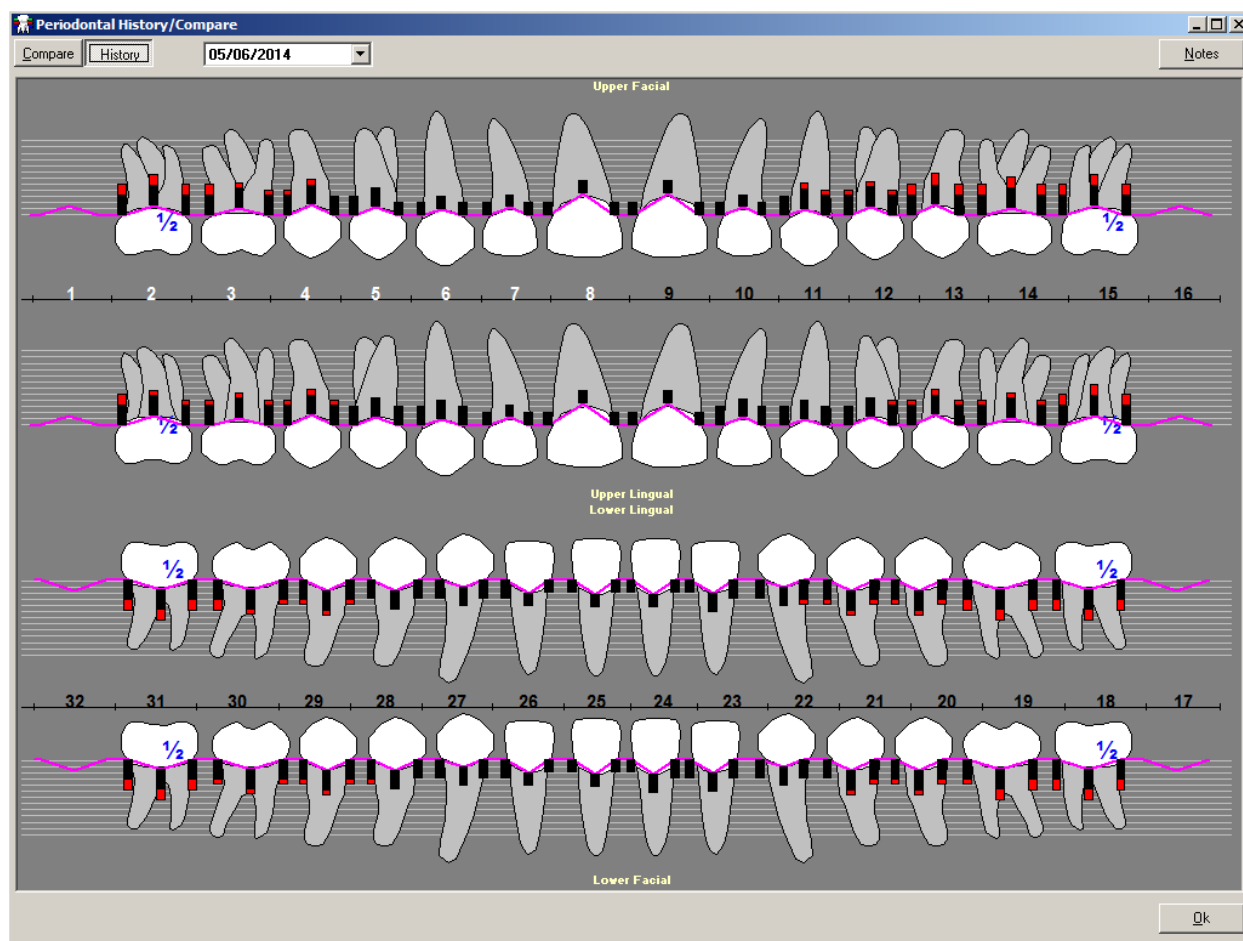 Periodontal History/Compare
Compare History 05/06/2014 Notes
Upper Facial
½ ½
1 2 3 4 5 6 7 8 9 10 11 12 13 14 15 16
½ ½
Upper Lingual
Lower Lingual
½ ½
32 31 30 29 28 27 26 25 24 23 22 21 20 19 18 17
½ ½
Lower Facial
Ok